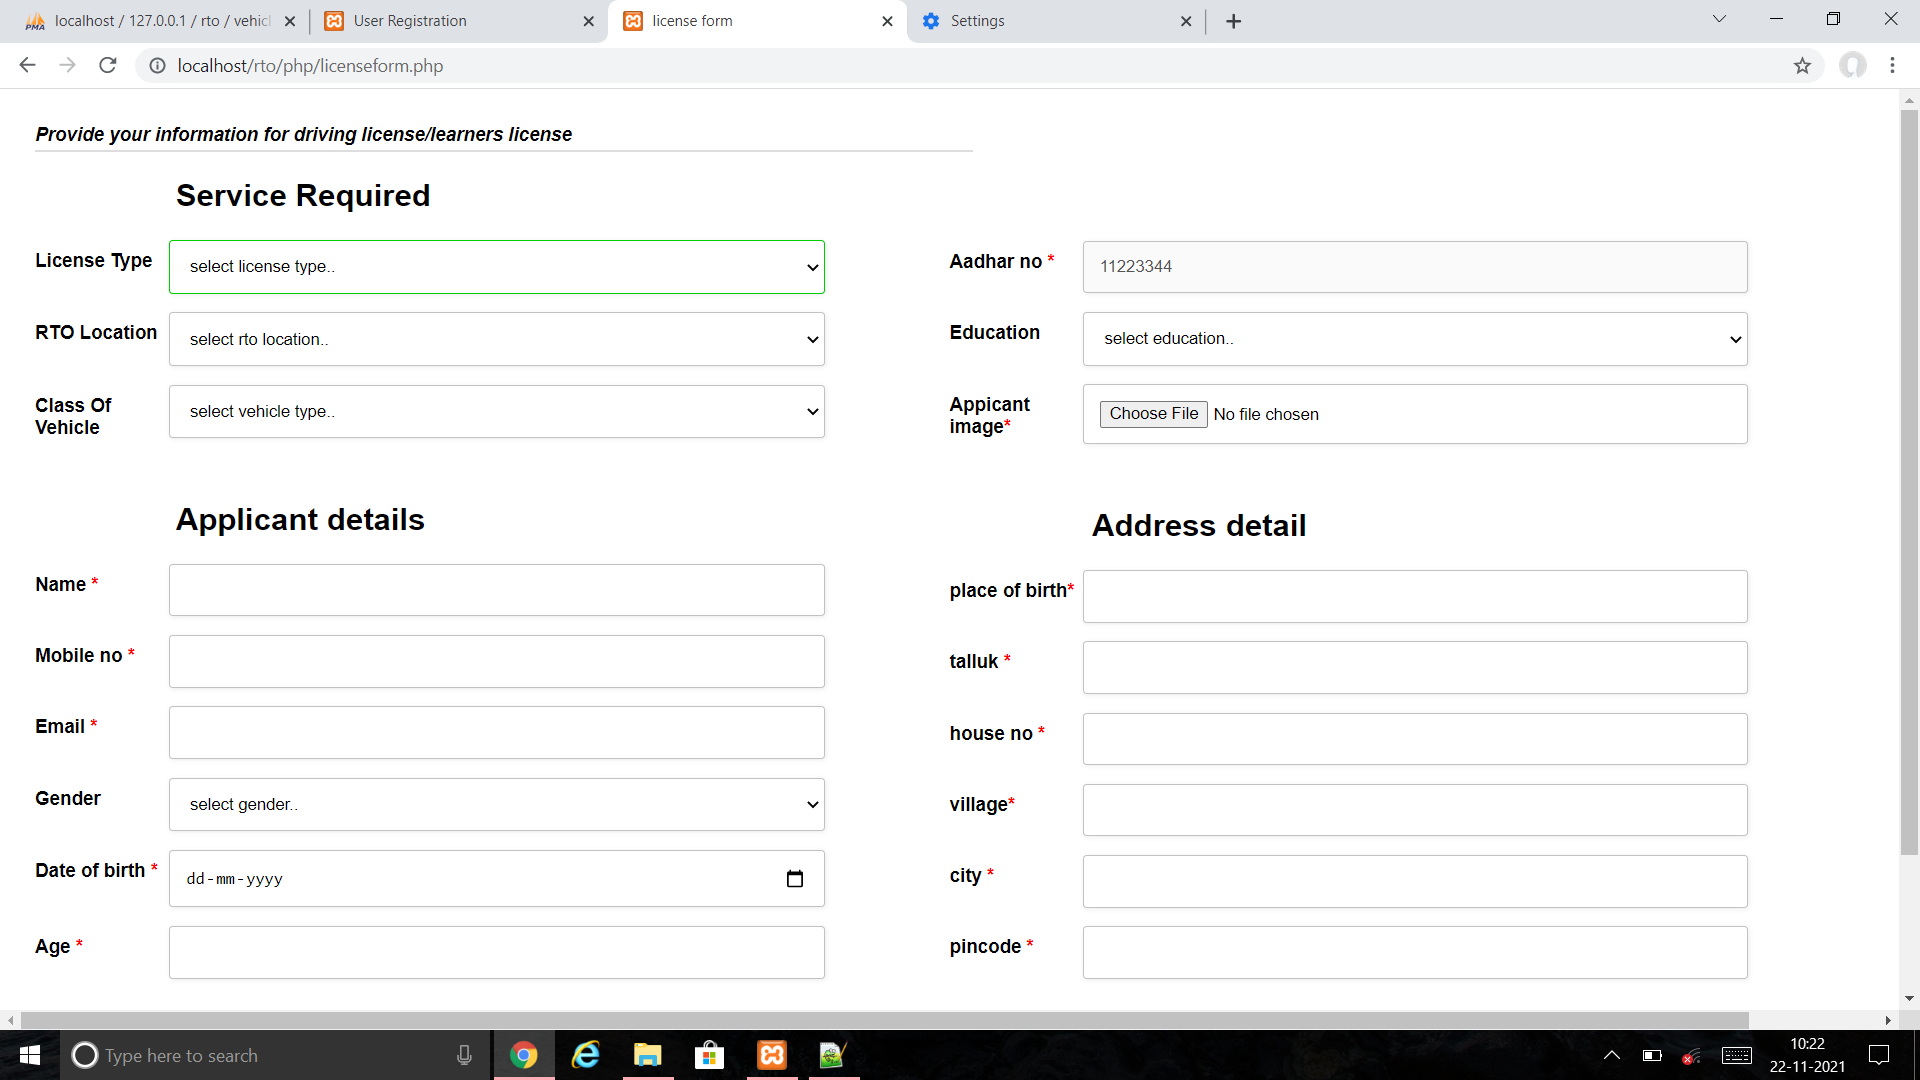 localhost / 127.0.0.1 / rto / vehicl
User Registration
license form
Settings
localhost/rto/php/licenseform.php
Provide your information for driving license/learners license
Service Required
License Type
select license type..
RTO Location
select rto location..
Class Of
Vehicle
select vehicle type..
Aadhar no *
11223344
Education
select education..
Appicant
image*
Choose File No file chosen
Applicant details
Name *
Mobile no *
Email *
Gender
select gender..
Date of birth *
dd-mm-yyyy
Age *
Address detail
place of birth*
talluk *
house no *
village*
city *
pincode *
PMA
Type here to search
10:22
22-11-2021